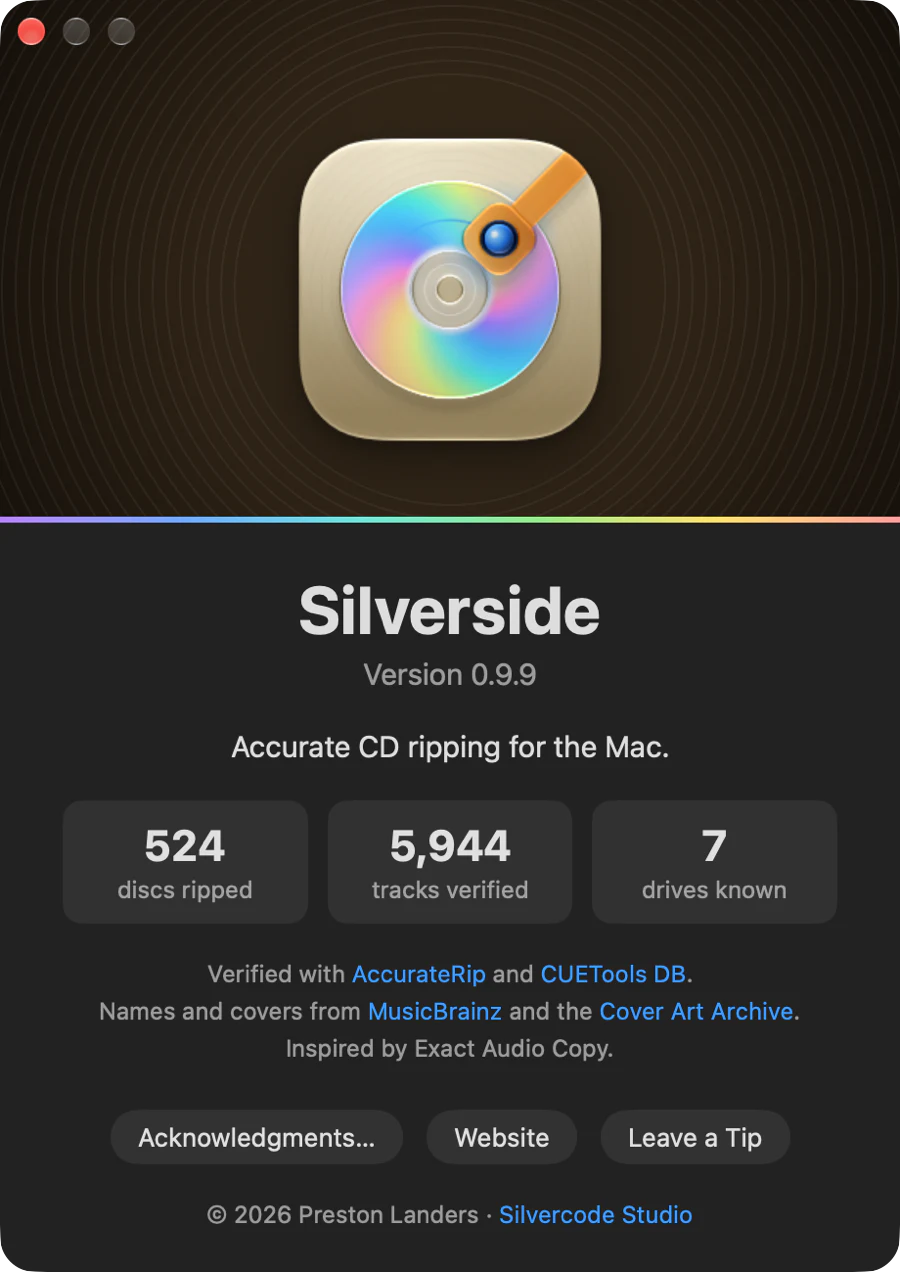 Silverside
Version 0.9.9
Accurate CD ripping for the Mac.
524
discs ripped
5,944
tracks verified
7
drives known
Verified with AccurateRip and CUETools DB.
Names and covers from MusicBrainz and the Cover Art Archive.
Inspired by Exact Audio Copy.
Acknowledgments...
Website
Leave a Tip
© 2026 Preston Landers · Silvercode Studio